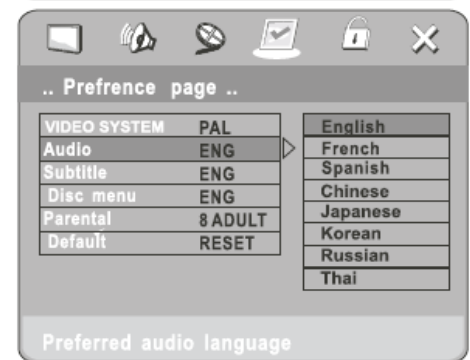 .. Prefrence page ..
VIDEO SYSTEM PAL
Audio ENG
Subtitle ENG
Disc menu ENG
Parental 8 ADULT
Default RESET
English
French
Spanish
Chinese
Japanese
Korean
Russian
Thai
Preferred audio language